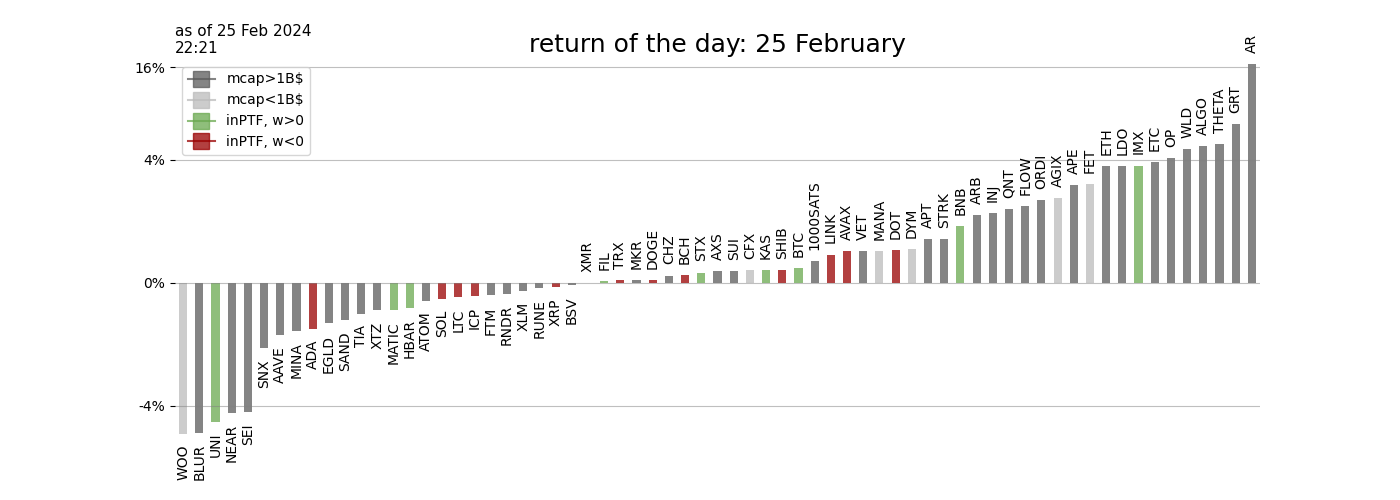 as of 25 Feb 2024
22:21
return of the day: 25 February
16%
4%
0%
-4%
mcap>1B$
mcap<1B$
inPTF, w>0
inPTF, w<0
WOO
BLUR
UNI
NEAR
SEI
SNX
AAVE
MINA
ADA
EGLD
SAND
TIA
XTZ
MATIC
HBAR
ATOM
SOL
LTC
ICP
FTM
RNDR
XLM
RUNE
XRP
BSV
XMR
FIL
TRX
MKR
DOGE
CHZ
BCH
STX
AXS
SUI
CFX
KAS
SHIB
BTC
1000SATS
LINK
AVAX
VET
MANA
DOT
DYM
APT
STRK
BNB
ARB
INJ
QNT
FLOW
ORDI
AGIX
APE
FET
ETH
LDO
IMX
ETC
OP
WLD
ALGO
THETA
GRT
AR